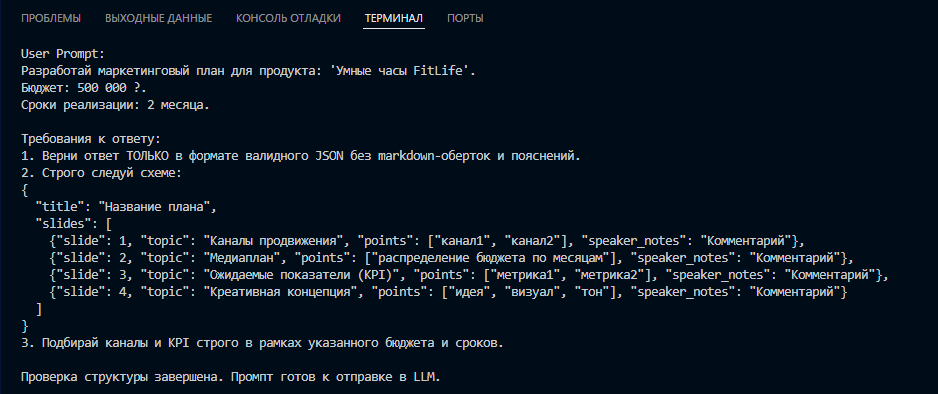 ПРОБЛЕМЫ ВЫХОДНЫЕ ДАННЫЕ КОНСОЛЬ ОТЛАДКИ ТЕРМИНАЛ ПОРТЫ
User Prompt:
Разработай маркетинговый план для продукта: 'Умные часы FitLife'.
Бюджет: 500 000 ?.
Сроки реализации: 2 месяца.

Требования к ответу:
1. Верни ответ ТОЛЬКО в формате валидного JSON без markdown-оберток и пояснений.
2. Строго следуй схеме:
{
  "title": "Название плана",
  "slides": [
    {"slide": 1, "topic": "Каналы продвижения", "points": ["канал1", "канал2"], "speaker_notes": "Комментарий"},
    {"slide": 2, "topic": "Медиаплан", "points": ["распределение бюджета по месяцам"], "speaker_notes": "Комментарий"},
    {"slide": 3, "topic": "Ожидаемые показатели (KPI)", "points": ["метрика1", "метрика2"], "speaker_notes": "Комментарий"},
    {"slide": 4, "topic": "Креативная концепция", "points": ["идея", "визуал", "тон"], "speaker_notes": "Комментарий"}
  ]
}
3. Подбирай каналы и KPI строго в рамках указанного бюджета и сроков.

Проверка структуры завершена. Промпт готов к отправке в LLM.